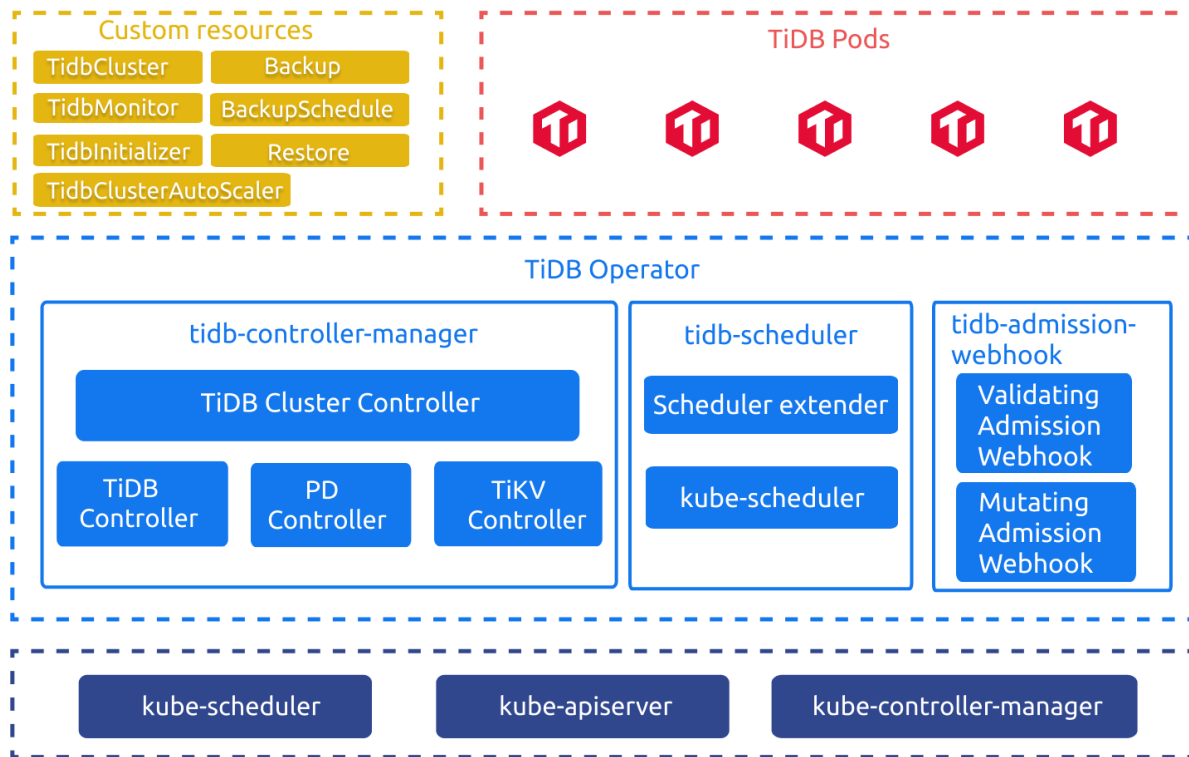 Custom resources
TidbCluster
Backup
TidbMonitor
BackupSchedule
TidbInitializer
Restore
TidbClusterAutoScaler
TiDB Pods
TiDB Operator
tidb-controller-manager
TiDB Cluster Controller
TiDB
Controller
PD
Controller
TiKV
Controller
tidb-scheduler
Scheduler extender
kube-scheduler
tidb-admission-
webhook
Validating
Admission
Webhook
Mutating
Admission
Webhook
kube-scheduler
kube-apiserver
kube-controller-manager